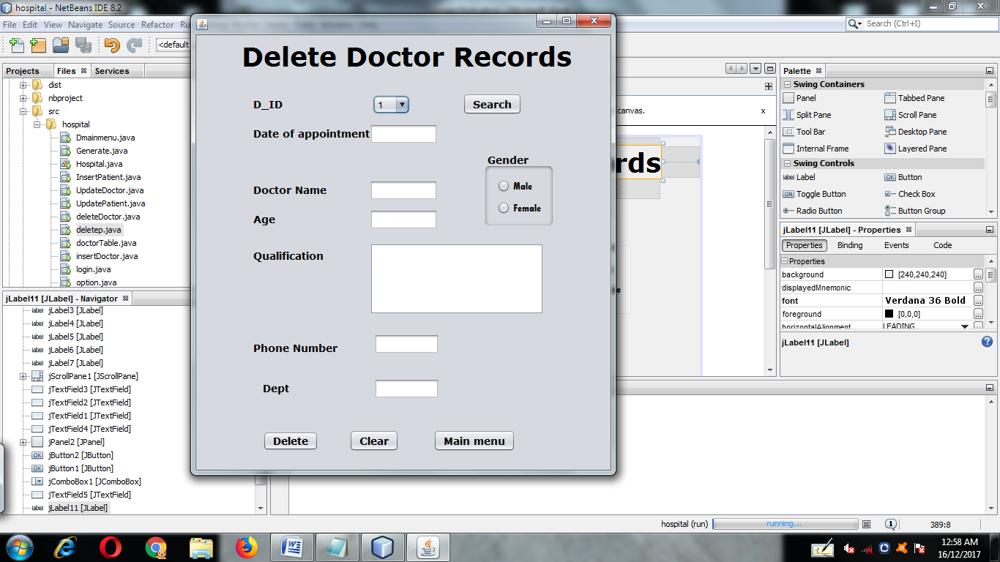 hospital - NetBeans IDE 8.2
File Edit View Navigate Source Refactor Ru
Search (Ctrl+I)
<default
Projects Files Services
dist
nbproject
src
hospital
Dmainmenu.java
Generate.java
Hospital.java
InsertPatient.java
UpdateDoctor.java
UpdatePatient.java
deleteDoctor.java
deletep.java
doctorTable.java
insertDoctor.java
login.java
option.java
jLabel11 [JLabel] - Navigator
jLabel3 [JLabel]
jLabel4 [JLabel]
jLabel5 [JLabel]
jLabel6 [JLabel]
jLabel7 [JLabel]
jScrollPane1 [JScrollPane]
jTextField3 [JTextField]
jTextField2 [JTextField]
jTextField1 [JTextField]
jTextField4 [JTextField]
jPanel2 [JPanel]
jButton2 [JButton]
jButton1 [JButton]
jComboBox1 [JComboBox]
jTextField5 [JTextField]
jLabel11 [JLabel]
Delete Doctor Records
D_ID 1 Search
Date of appointment
Gender
Male
Doctor Name
Female
Age
Qualification
Phone Number
Dept
Delete Clear Main menu
canvas. x
rds
Palette
Swing Containers
Panel Tabbed Pane
Split Pane Scroll Pane
Tool Bar Desktop Pane
Internal Frame Layered Pane
Swing Controls
label Label OK Button
ON Toggle Button Check Box
Radio Button Button Group
jLabel11 [JLabel] - Properties
Properties Binding Events Code
Properties
background [240,240,240] ...
displayedMnemonic ...
font Verdana 36 Bold ...
foreground [0,0,0] ...
horizontalAlignment LEADING
jLabel11 [JLabel]
hospital (run) running... 1 389:8
12:58 AM
16/12/2017